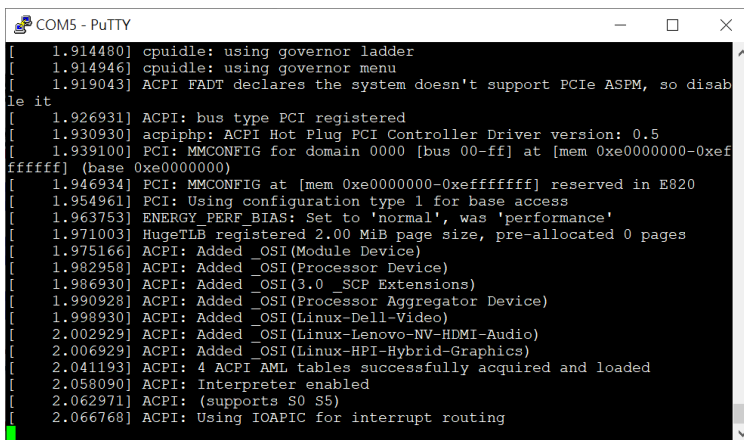 COM5 - PuTTY
[    1.914480] cpuidle: using governor ladder
[    1.914946] cpuidle: using governor menu
[    1.919043] ACPI FADT declares the system doesn't support PCIe ASPM, so disab
le it
[    1.926931] ACPI: bus type PCI registered
[    1.930930] acpiphp: ACPI Hot Plug PCI Controller Driver version: 0.5
[    1.939100] PCI: MMCONFIG for domain 0000 [bus 00-ff] at [mem 0xe0000000-0xef
ffffff] (base 0xe0000000)
[    1.946934] PCI: MMCONFIG at [mem 0xe0000000-0xefffffff] reserved in E820
[    1.954961] PCI: Using configuration type 1 for base access
[    1.963753] ENERGY_PERF_BIAS: Set to 'normal', was 'performance'
[    1.971003] HugeTLB registered 2.00 MiB page size, pre-allocated 0 pages
[    1.975166] ACPI: Added _OSI(Module Device)
[    1.982958] ACPI: Added _OSI(Processor Device)
[    1.986930] ACPI: Added _OSI(3.0 _SCP Extensions)
[    1.990928] ACPI: Added _OSI(Processor Aggregator Device)
[    1.998930] ACPI: Added _OSI(Linux-Dell-Video)
[    2.002929] ACPI: Added _OSI(Linux-Lenovo-NV-HDMI-Audio)
[    2.006929] ACPI: Added _OSI(Linux-HPI-Hybrid-Graphics)
[    2.041193] ACPI: 4 ACPI AML tables successfully acquired and loaded
[    2.058090] ACPI: Interpreter enabled
[    2.062971] ACPI: (supports S0 S5)
[    2.066768] ACPI: Using IOAPIC for interrupt routing